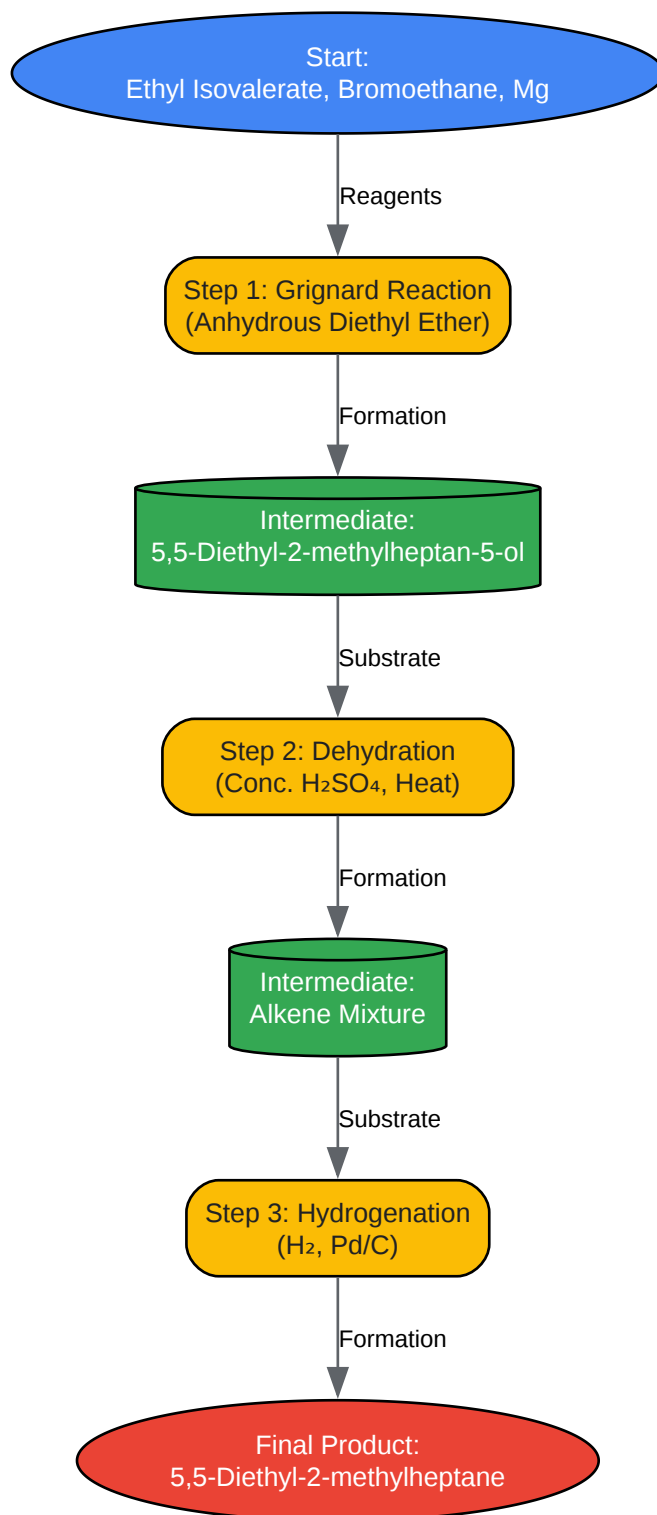 Start:
Ethyl Isovalerate, Bromoethane, Mg
Reagents
Step 1: Grignard Reaction
(Anhydrous Diethyl Ether)
Formation
Intermediate:
5,5-Diethyl-2-methylheptan-5-ol
Substrate
Step 2: Dehydration
(Conc. H₂SO₄, Heat)
Formation
Intermediate:
Alkene Mixture
Substrate
Step 3: Hydrogenation
(H₂, Pd/C)
Formation
Final Product:
5,5-Diethyl-2-methylheptane